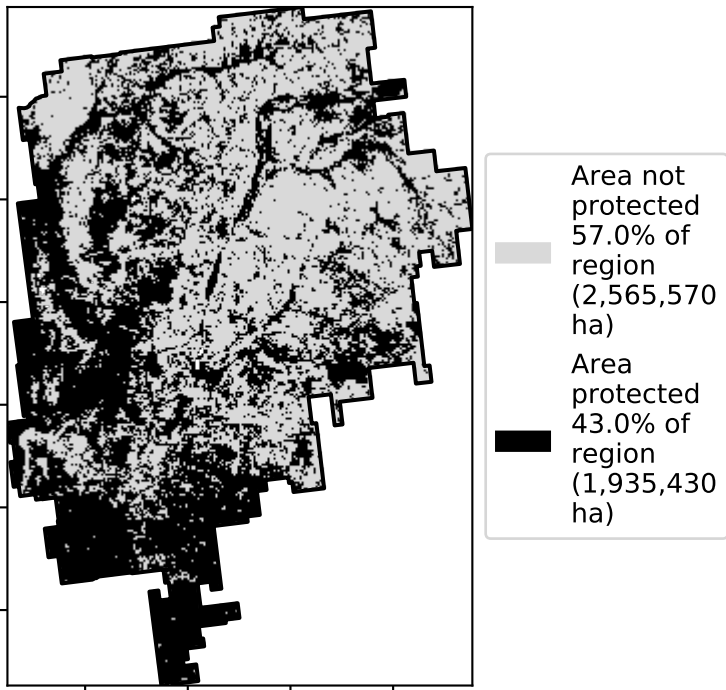 Area not
protected
57.0% of
region
(2,565,570
ha)
Area
protected
43.0% of
region
(1,935,430
ha)